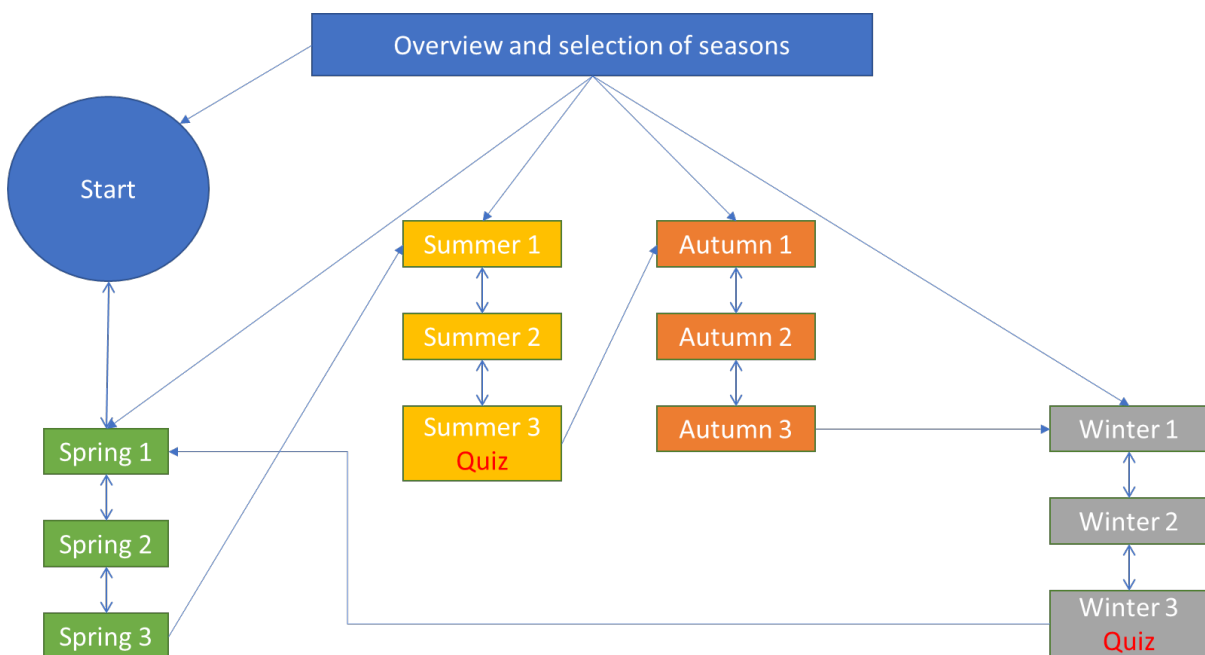 Overview and selection of seasons
Start
Summer 1
Autumn 1
Summer 2
Autumn 2
Summer 3
Quiz
Autumn 3
Winter 1
Spring 1
Winter 2
Spring 2
Winter 3
Quiz
Spring 3